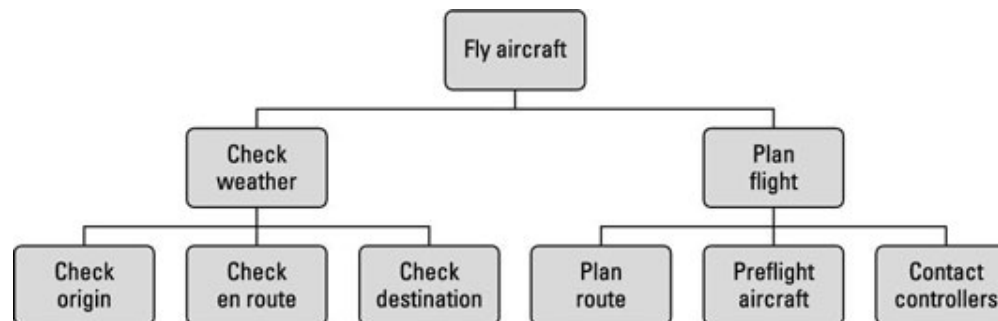 Fly aircraft
Check
weather
Plan
flight
Check
origin
Check
en route
Check
destination
Plan
route
Preflight
aircraft
Contact
controllers